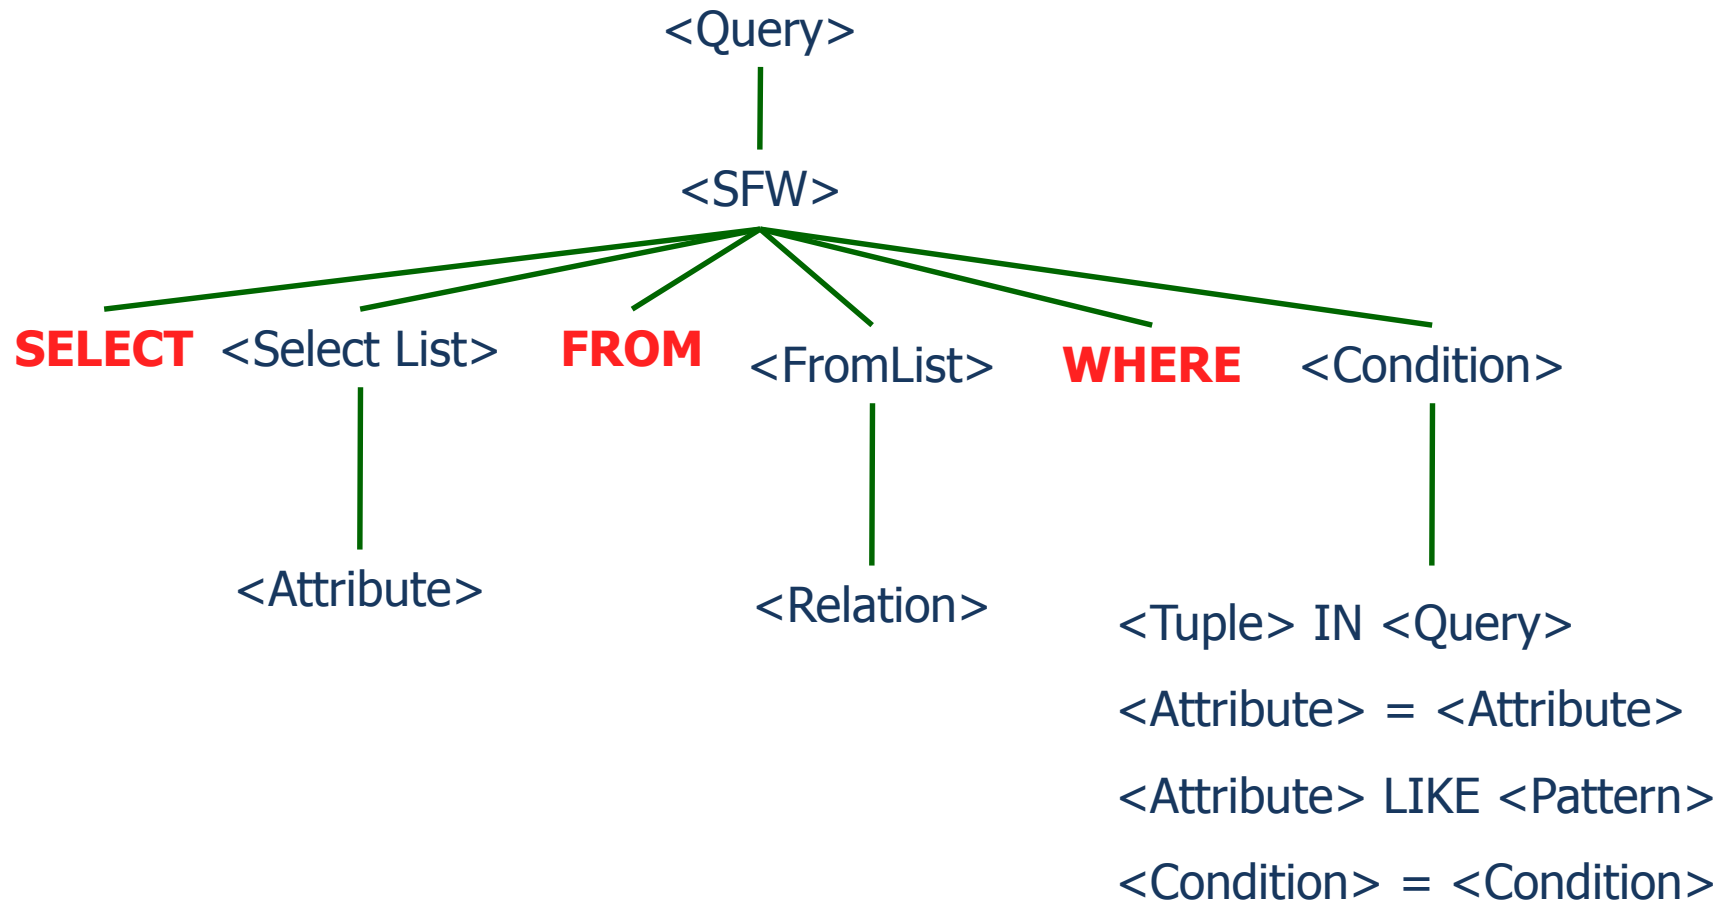 <Query>
<SFW>
SELECT <Select List> FROM <FromList> WHERE <Condition>
<Attribute> <Relation> <Tuple> IN <Query>
<Attribute> = <Attribute>
<Attribute> LIKE <Pattern>
<Condition> = <Condition>